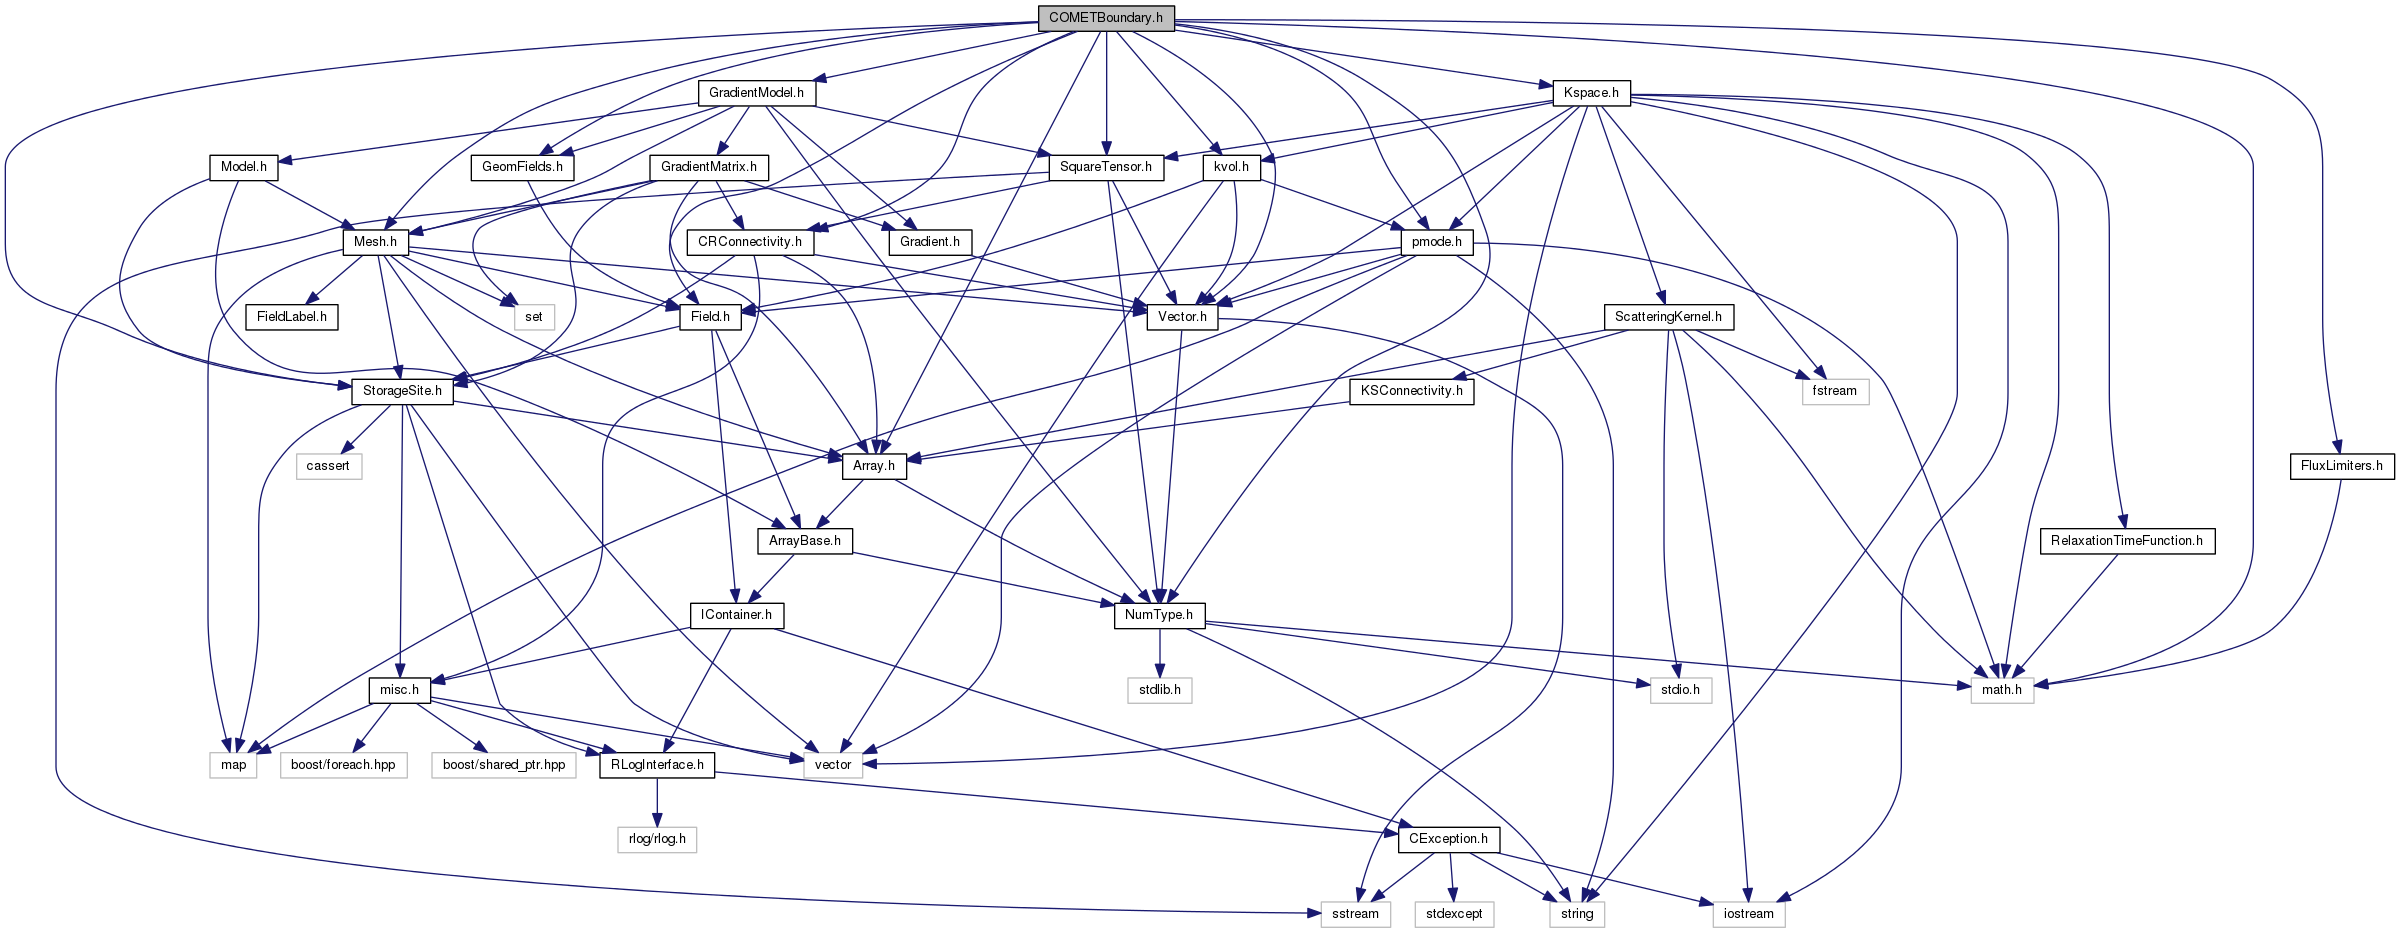 COMETBoundary.h
GradientModel.h
Kspace.h
Model.h
GeomFields.h
GradientMatrix.h
SquareTensor.h
kvol.h
Mesh.h
CRConnectivity.h
Gradient.h
pmode.h
FieldLabel.h
set
Field.h
Vector.h
ScatteringKernel.h
StorageSite.h
KSConnectivity.h
fstream
cassert
Array.h
FluxLimiters.h
ArrayBase.h
RelaxationTimeFunction.h
IContainer.h
NumType.h
misc.h
stdlib.h
stdio.h
math.h
map
boost/foreach.hpp
boost/shared_ptr.hpp
RLogInterface.h
vector
rlog/rlog.h
CException.h
sstream
stdexcept
string
iostream